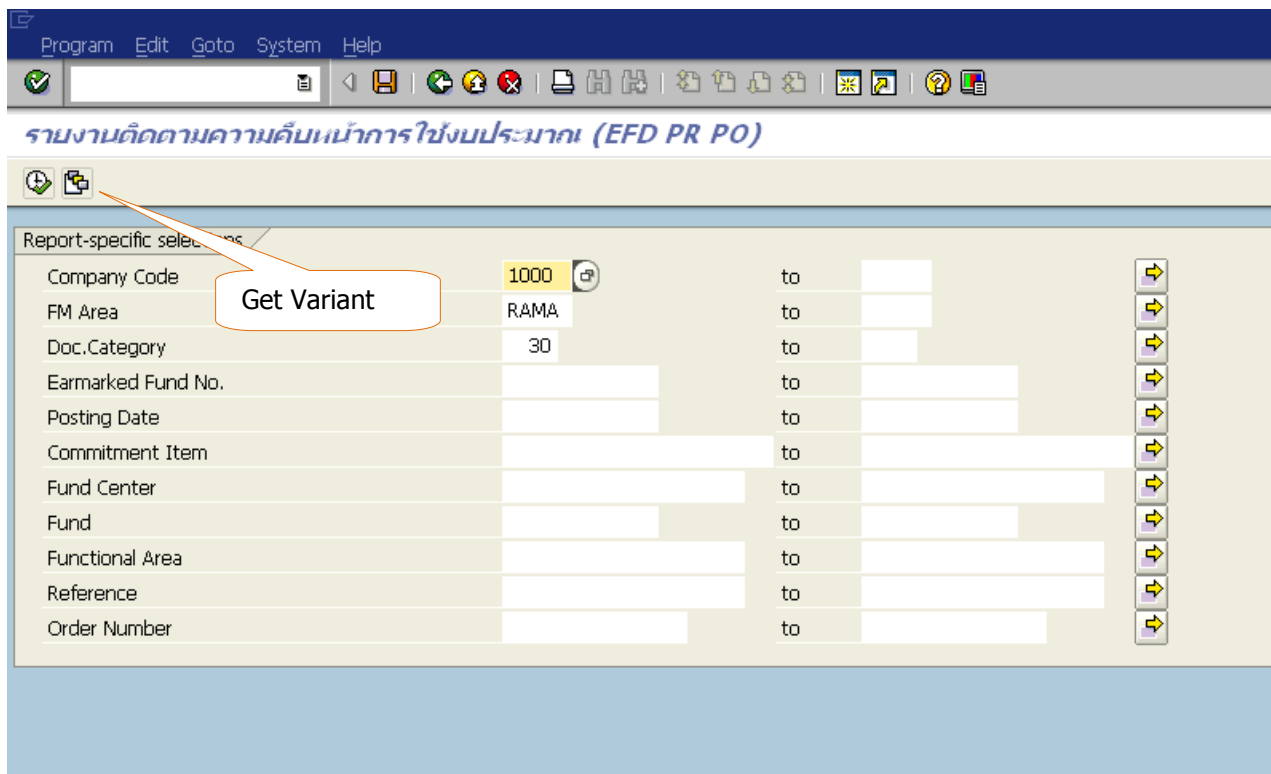 Program Edit Goto System Help
รายงานติดตามความคืบหน้าการใช้งบประมาณ (EFD PR PO)
Report-specific selections
Company Code 1000 to
Get Variant
FM Area RAMA to
Doc.Category 30 to
Earmarked Fund No. to
Posting Date to
Commitment Item to
Fund Center to
Fund to
Functional Area to
Reference to
Order Number to